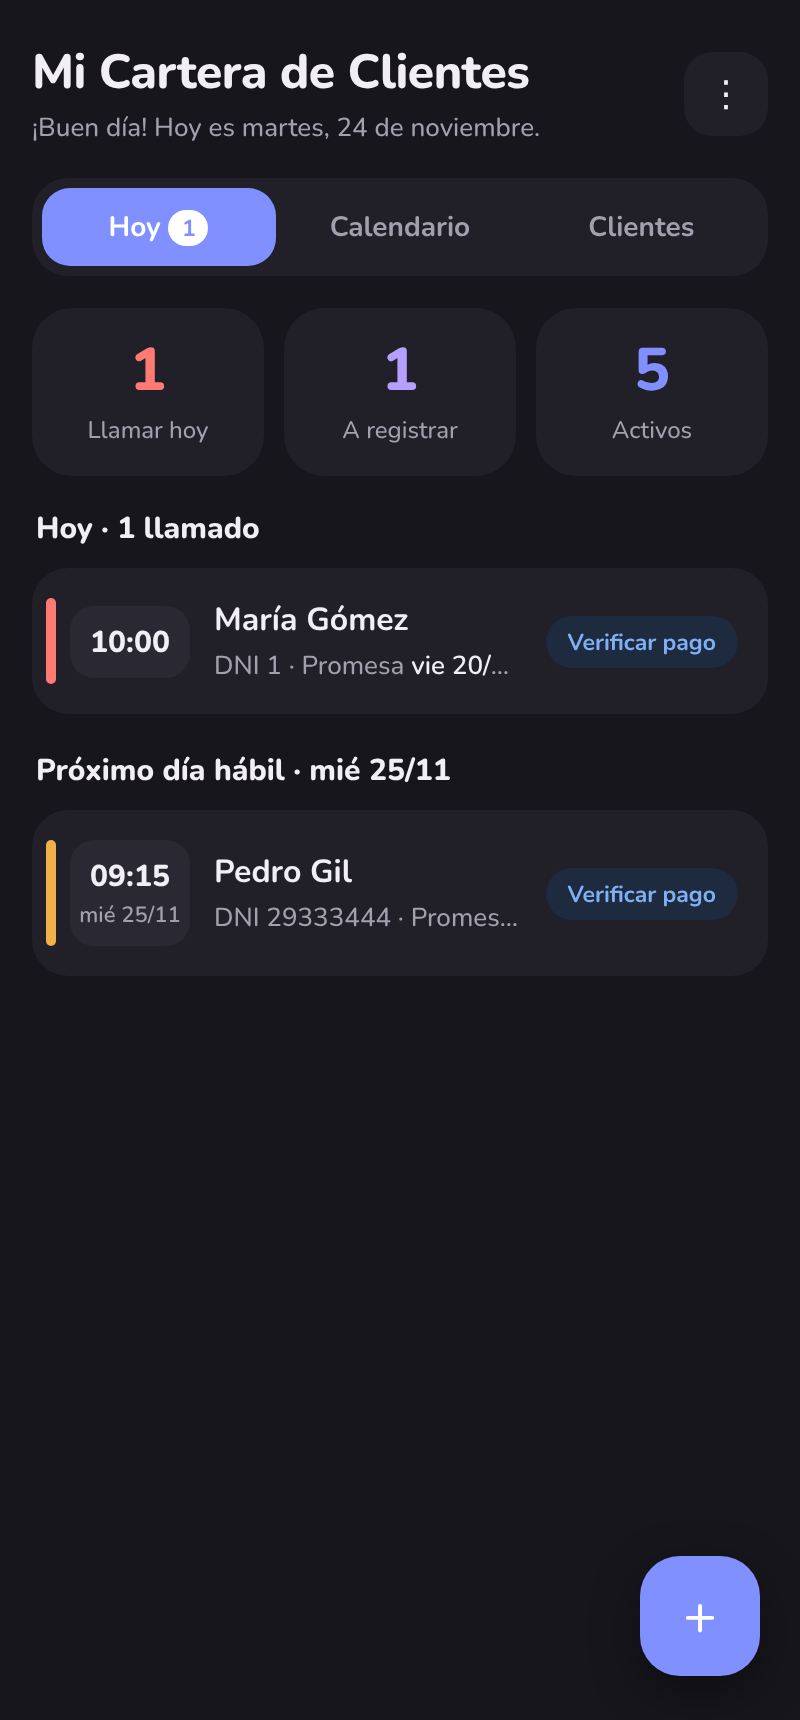 Mi Cartera de Clientes
¡Buen día! Hoy es martes, 24 de noviembre.
Hoy 1
Calendario
Clientes
1
Llamar hoy
1
A registrar
5
Activos
Hoy · 1 llamado
10:00
María Gómez
DNI 1 · Promesa vie 20/...
Verificar pago
Próximo día hábil · mié 25/11
09:15
mié 25/11
Pedro Gil
DNI 29333444 · Promes...
Verificar pago
+